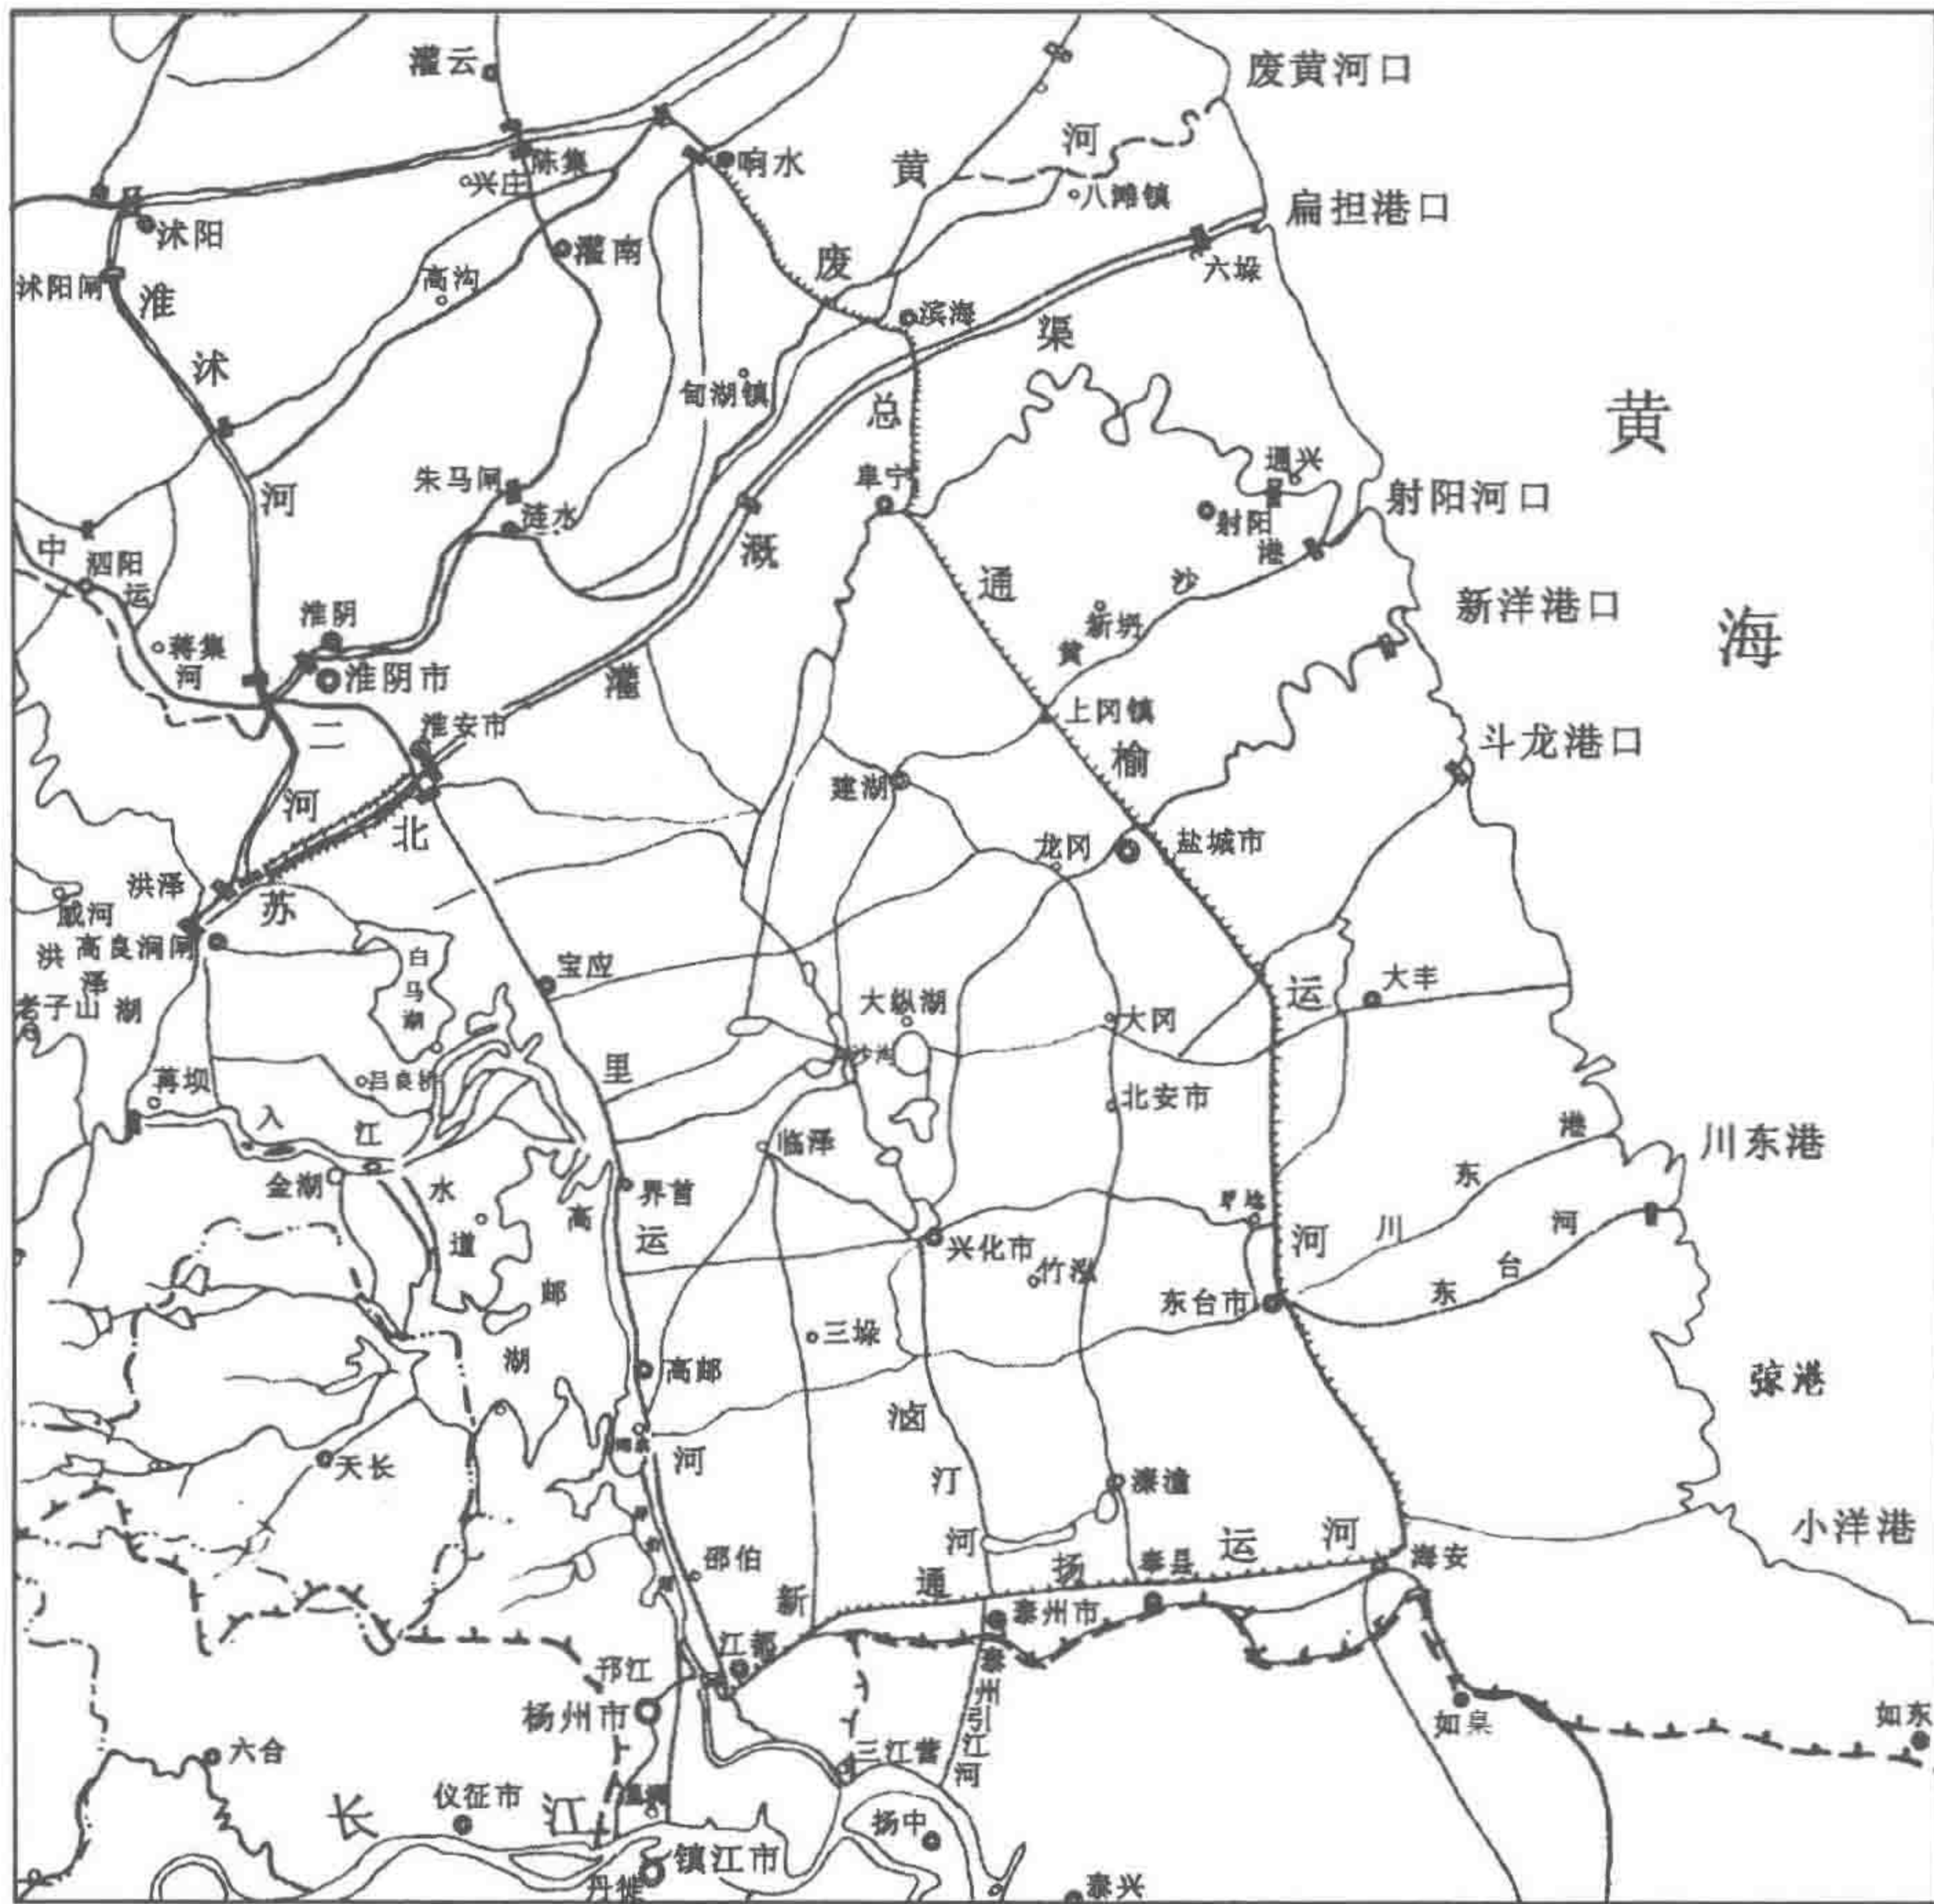 灌云
废黄河口
陈集
响水
黄
河
兴庄
八滩镇
扁担港口
沭阳
灌南
废
六垛
沭阳闸
淮
高沟
滨海
渠
沭
甸湖镇
总
黄
通兴
河
朱马闸
阜宁
射阳河口
涟水
射阳
中
泗阳
溉
港
运
通
沙
新洋港口
淮阴
新坍
海
蒋集
黄
河
淮阴市
灌
淮安市
上冈镇
二
榆
斗龙港口
河
建湖
北
龙冈
盐城市
洪泽
苏
洪
高良涧闸
白
宝应
泽
马
运
大丰
老子山
湖
湖
大纵湖
大冈
里
沙沟
蒋坝
吕良桥
北安市
入
江
临泽
港
川东港
金湖
水
界首
东
高
运
河
川
河
道
兴化市
竹泓
邮
东台市
台
东
三垛
湖
高邮
弶港
卤
天长
河
汀
溱潼
河
运
河
小洋港
邵伯
新
通
扬
泰县
海安
江都
泰州市
邗江
泰
杨州市
州
引
如皋
如东
六合
三江营
江
河
仪征市
长
江
扬中
镇江市
丹徒
泰兴